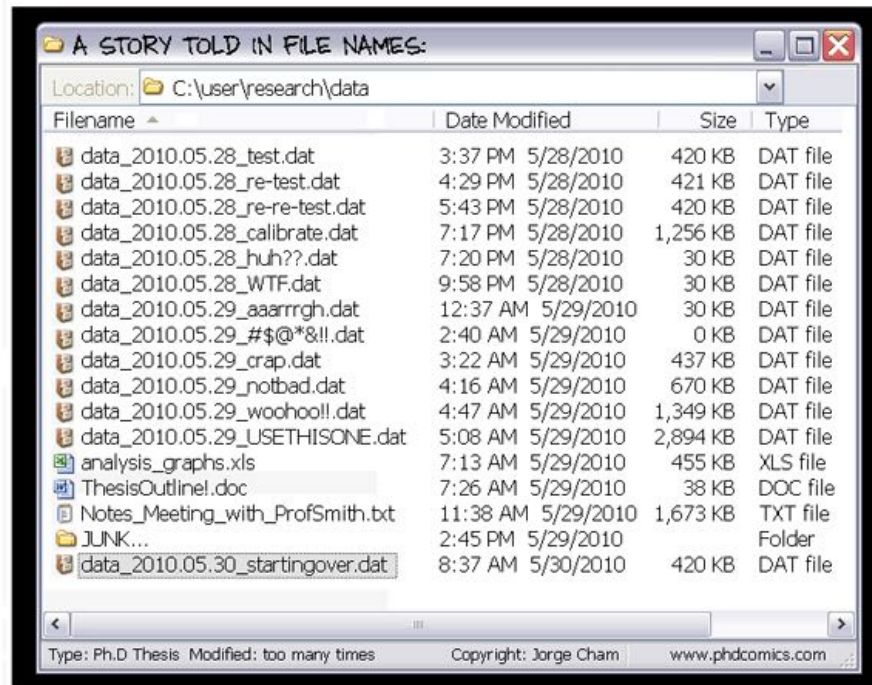 A STORY TOLD IN FILE NAMES:
Location: C:\user\research\data
Filename Date Modified Size Type
data_2010.05.28_test.dat 3:37 PM 5/28/2010 420 KB DAT file
data_2010.05.28_re-test.dat 4:29 PM 5/28/2010 421 KB DAT file
data_2010.05.28_re-re-test.dat 5:43 PM 5/28/2010 420 KB DAT file
data_2010.05.28_calibrate.dat 7:17 PM 5/28/2010 1,256 KB DAT file
data_2010.05.28_huh??.dat 7:20 PM 5/28/2010 30 KB DAT file
data_2010.05.28_WTF.dat 9:58 PM 5/28/2010 30 KB DAT file
data_2010.05.29_aaarrrgh.dat 12:37 AM 5/29/2010 30 KB DAT file
data_2010.05.29_#$@*&!!.dat 2:40 AM 5/29/2010 0 KB DAT file
data_2010.05.29_crap.dat 3:22 AM 5/29/2010 437 KB DAT file
data_2010.05.29_notbad.dat 4:16 AM 5/29/2010 670 KB DAT file
data_2010.05.29_woohoo!!.dat 4:47 AM 5/29/2010 1,349 KB DAT file
data_2010.05.29_USETHISONE.dat 5:08 AM 5/29/2010 2,894 KB DAT file
analysis_graphs.xls 7:13 AM 5/29/2010 455 KB XLS file
ThesisOutline!.doc 7:26 AM 5/29/2010 38 KB DOC file
Notes_Meeting_with_ProfSmith.txt 11:38 AM 5/29/2010 1,673 KB TXT file
JUNK... 2:45 PM 5/29/2010 Folder
data_2010.05.30_startingover.dat 8:37 AM 5/30/2010 420 KB DAT file
Type: Ph.D Thesis Modified: too many times Copyright: Jorge Cham www.phdcomics.com